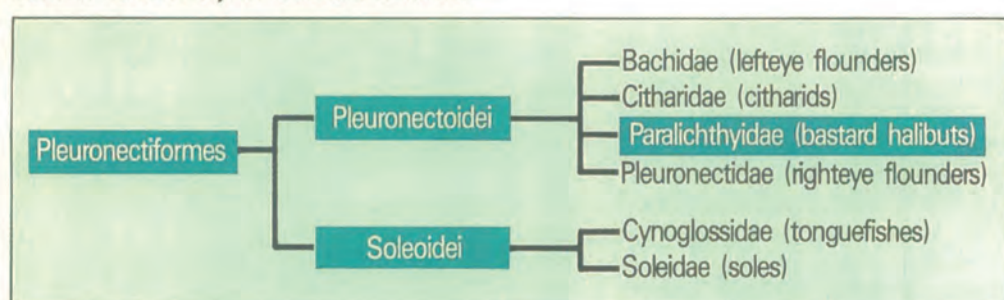 Bachidae (lefteye flounders)
Citharidae (citharids)
Pleuronectoidei
Paralichthyidae (bastard halibuts)
Pleuronectiformes
Pleuronectidae (righteye flounders)
Cynoglossidae (tonguefishes)
Soleoidei
Soleidae (soles)